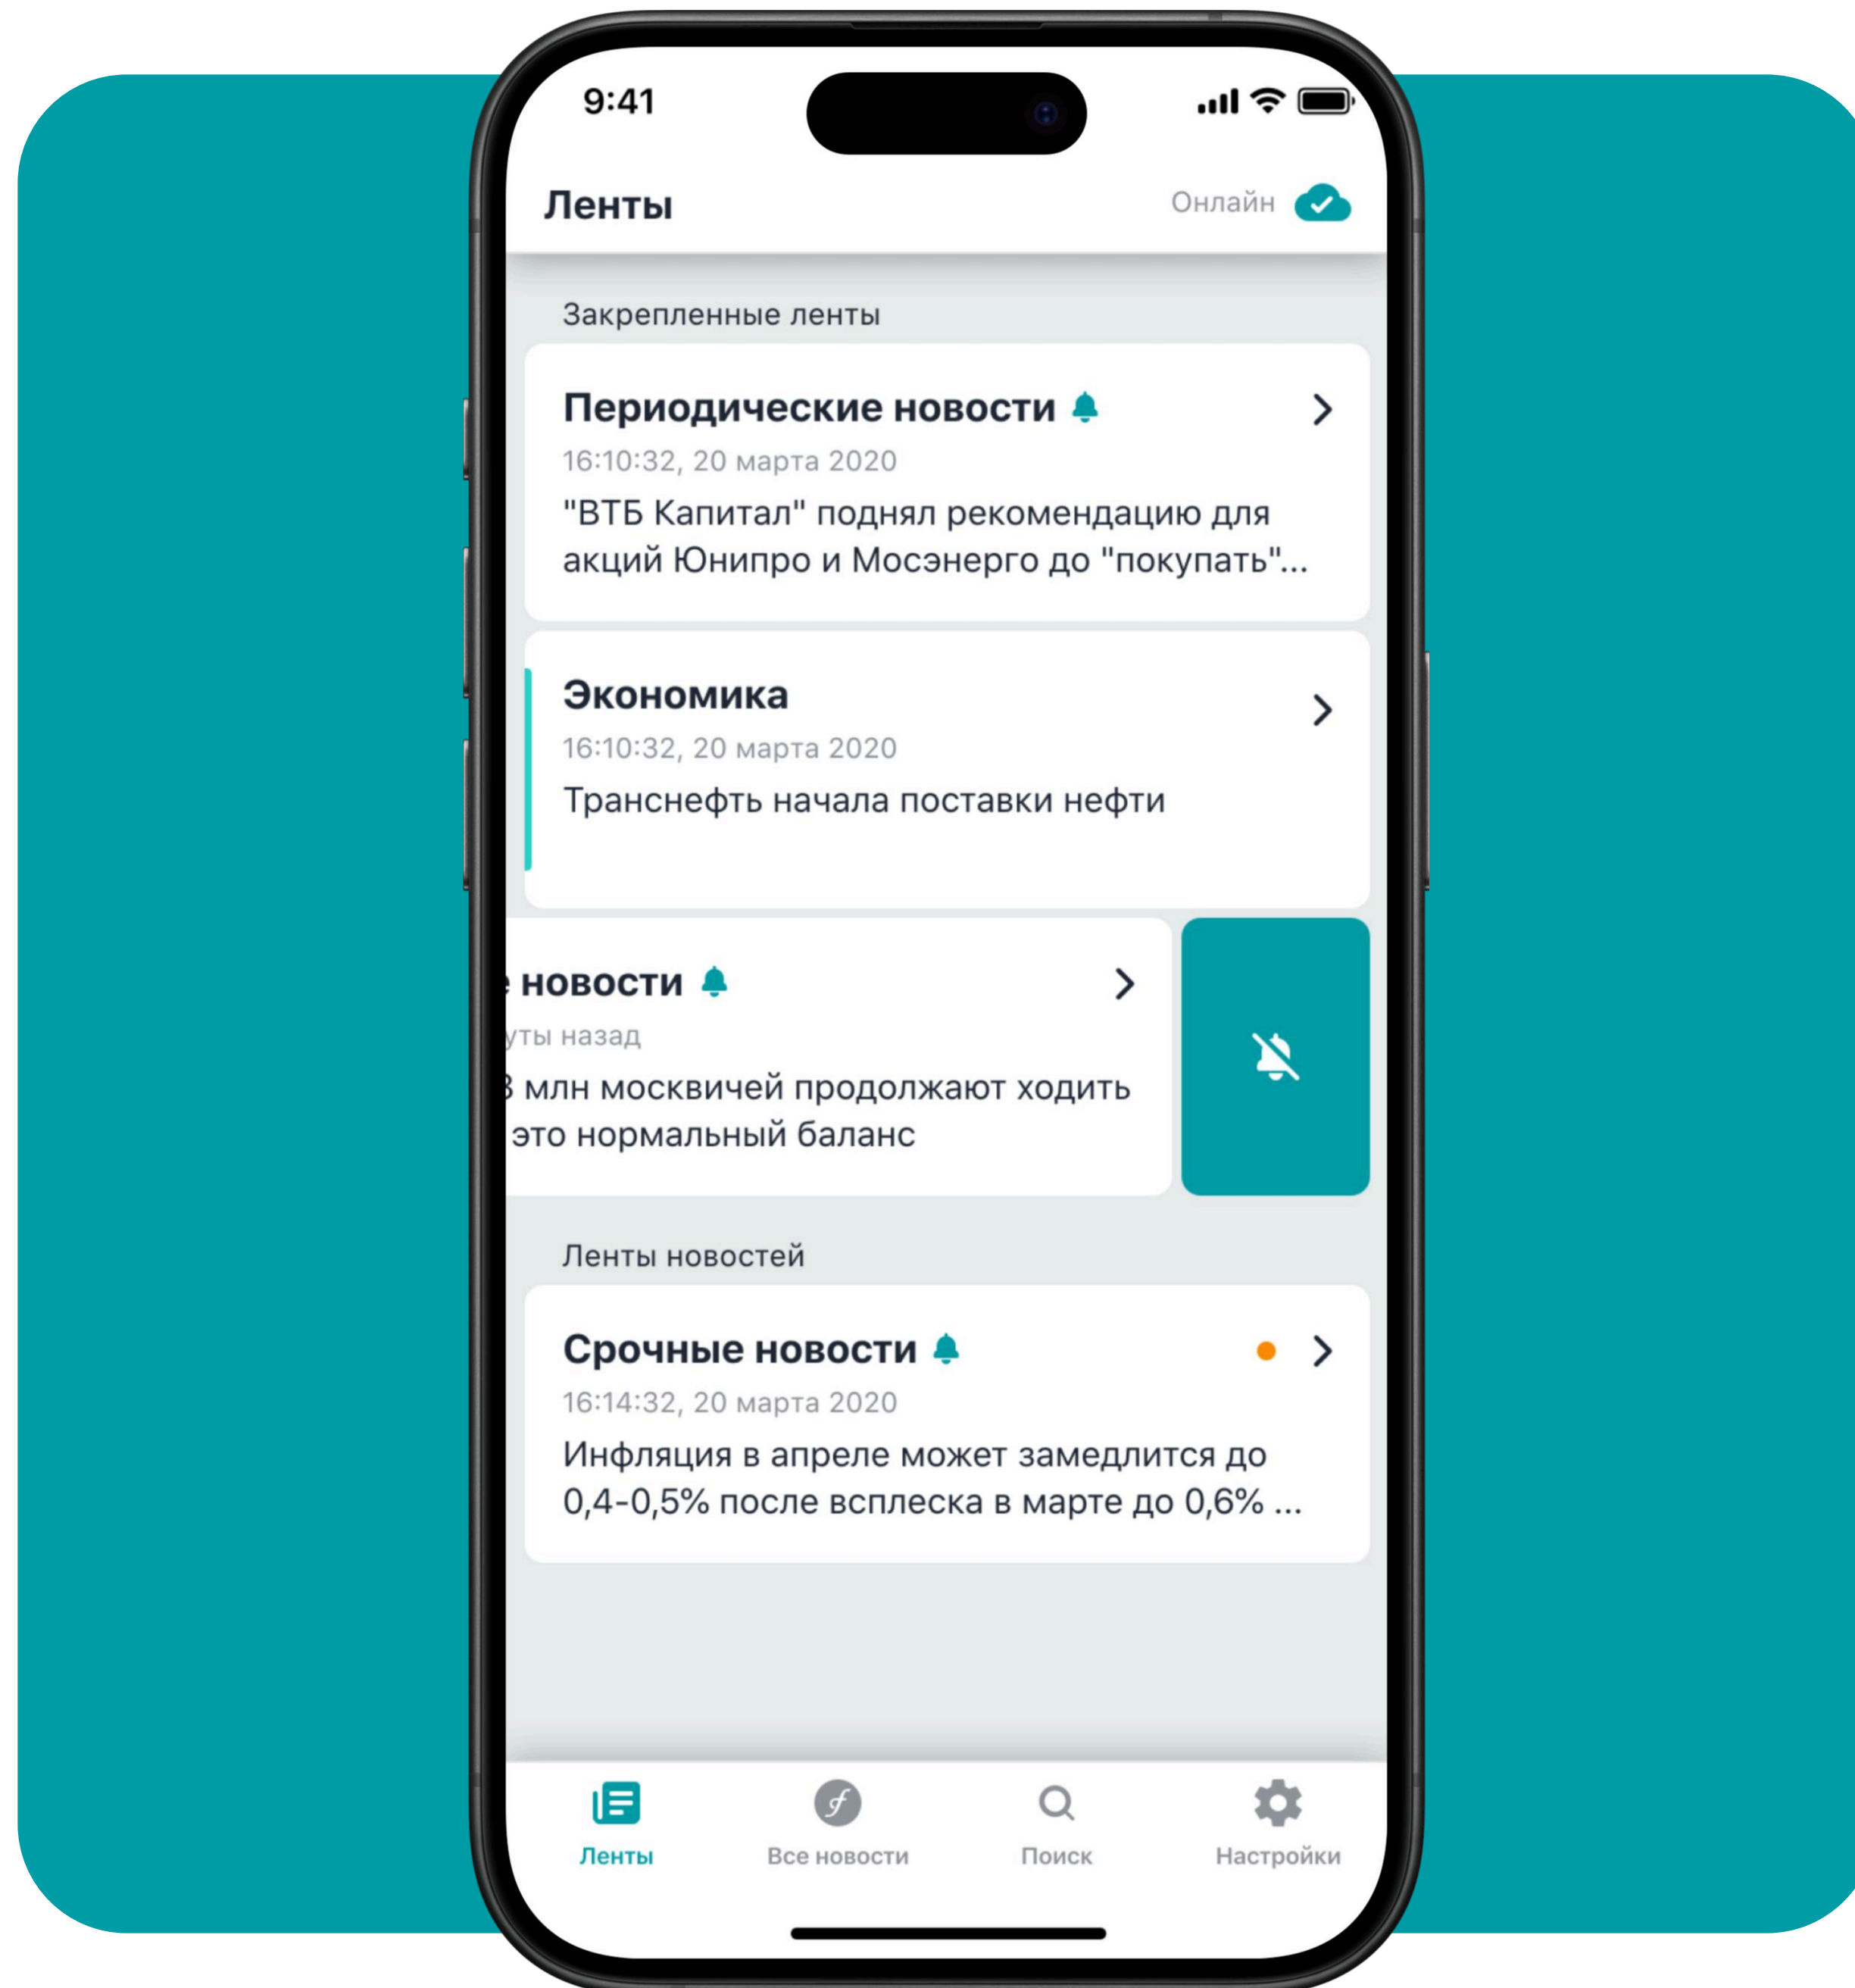 9:41
Ленты
Онлайн
Закрепленные ленты
Периодические новости
16:10:32, 20 марта 2020
"ВТБ Капитал" поднял рекомендацию для
акций Юнипро и Мосэнерго до "покупать"...
Экономика
16:10:32, 20 марта 2020
Транснефть начала поставки нефти
новости
назад
млн москвичей продолжают ходить
это нормальный баланс
Ленты новостей
Срочные новости
16:14:32, 20 марта 2020
Инфляция в апреле может замедлится до
0,4-0,5% после всплеска в марте до 0,6% ...
Ленты
Все новости
Поиск
Настройки